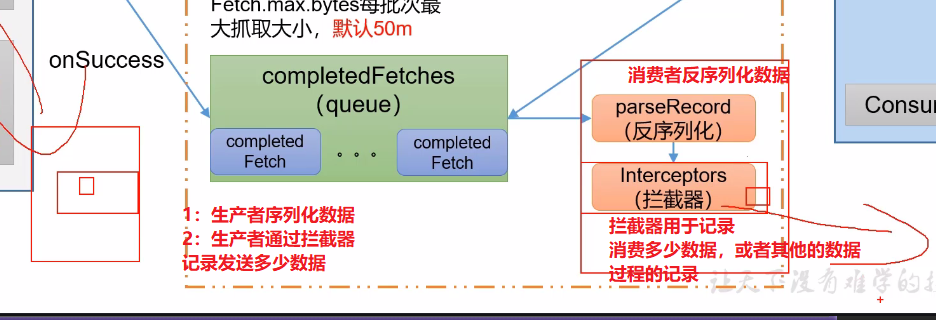 Fetch.max.bytes每批次最
大抓取大小，默认50m
onSuccess
completedFetches
（queue）
completed
Fetch
。。。
completed
Fetch
消费者反序列化数据
parseRecord
（反序列化）
Interceptors
（拦截器）
Consu
1：生产者序列化数据
2：生产者通过拦截器
记录发送多少数据
拦截器用于记录
消费多少数据，或者其他的数据
过程的记录
让天下没有难学的技